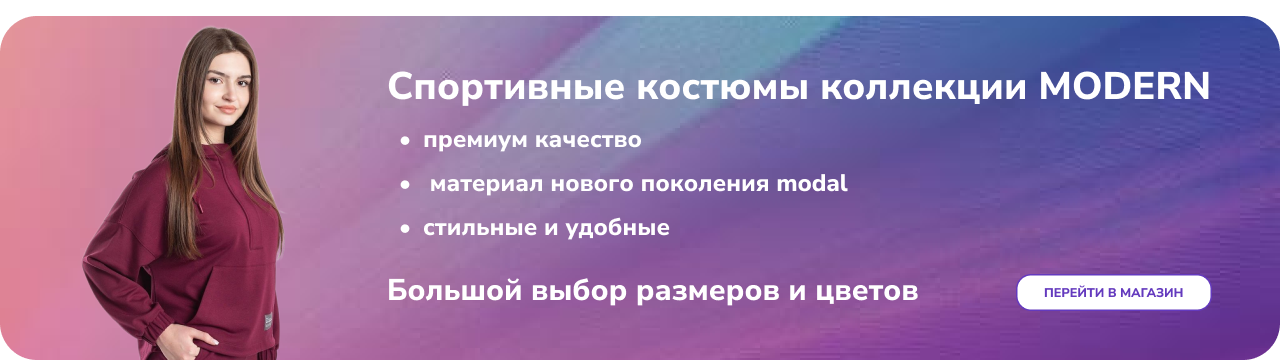 Спортивные костюмы коллекции MODERN
• премиум качество
• материал нового поколения modal
• стильные и удобные
Большой выбор размеров и цветов
ПЕРЕЙТИ В МАГАЗИН